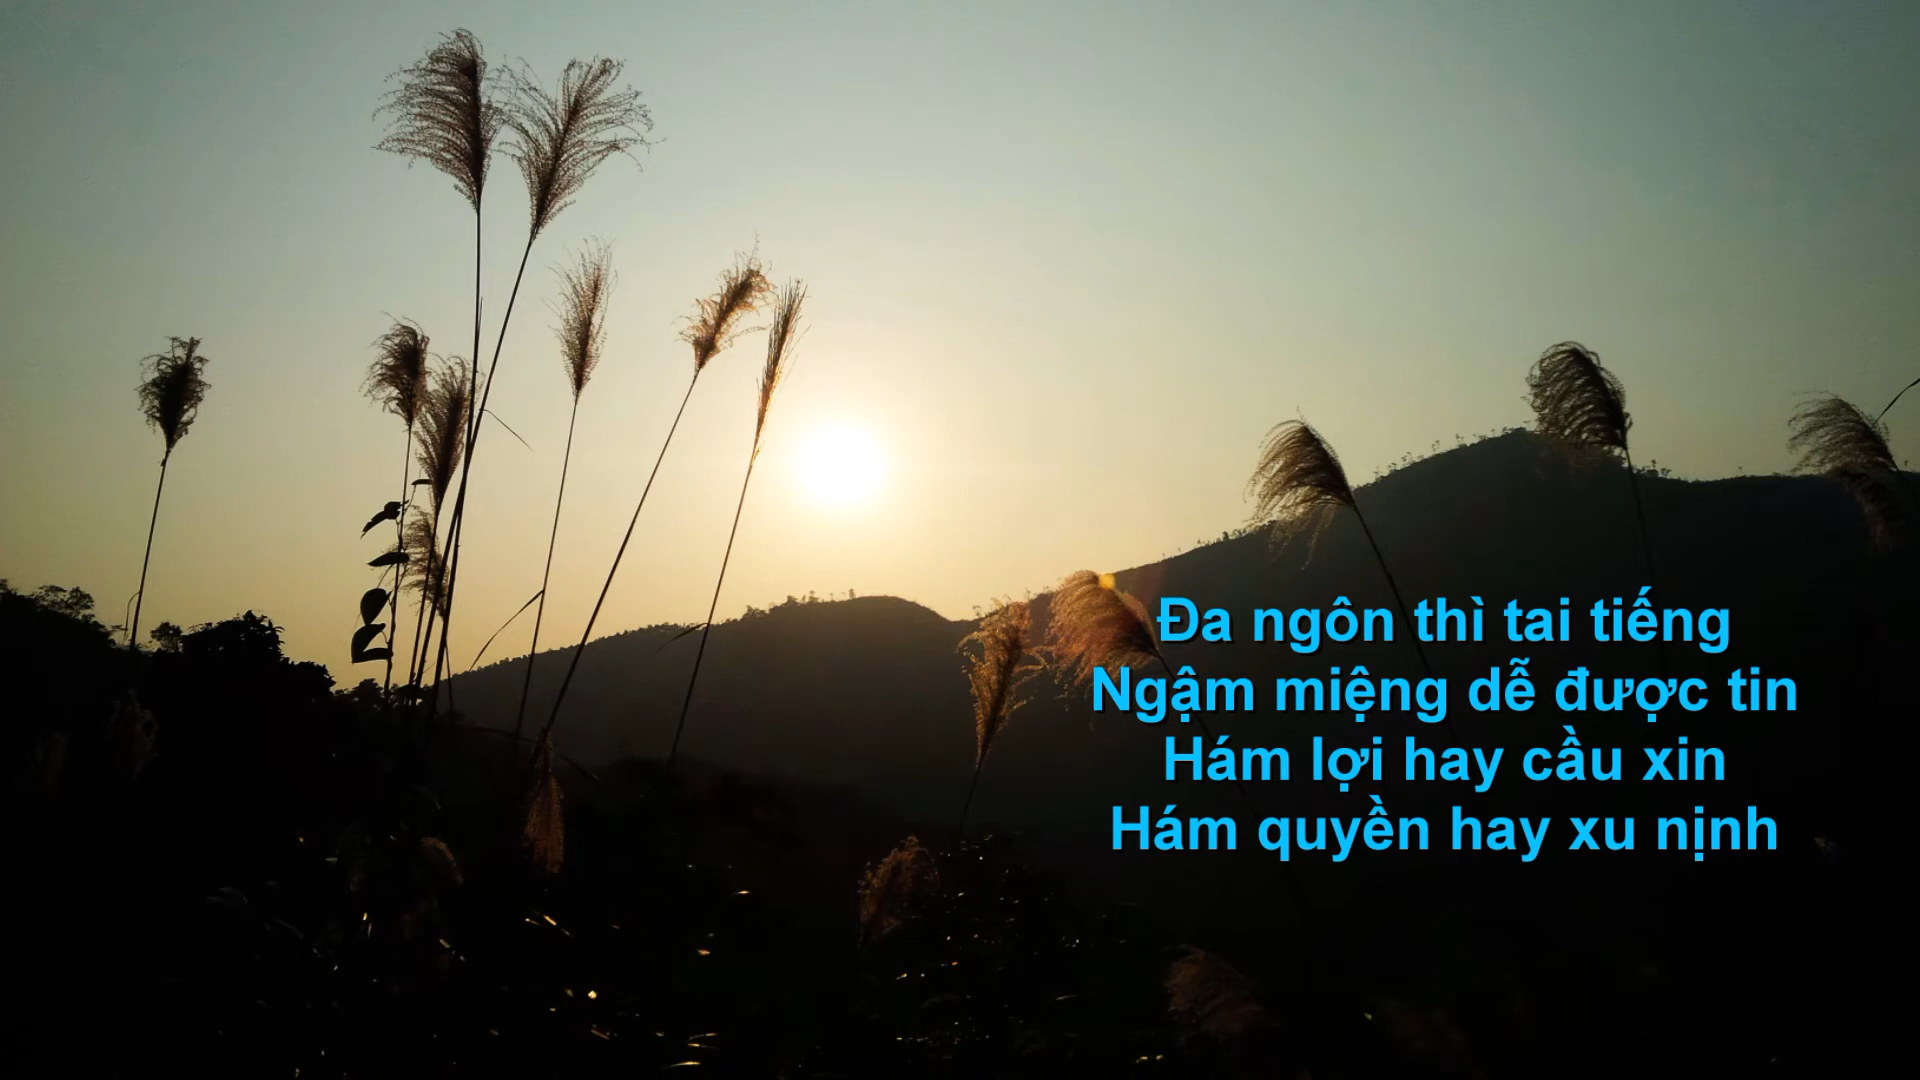 Đa ngôn thì tai tiếng
Ngậm miệng dễ được tin
Hám lợi hay cầu xin
Hám quyền hay xu nịnh